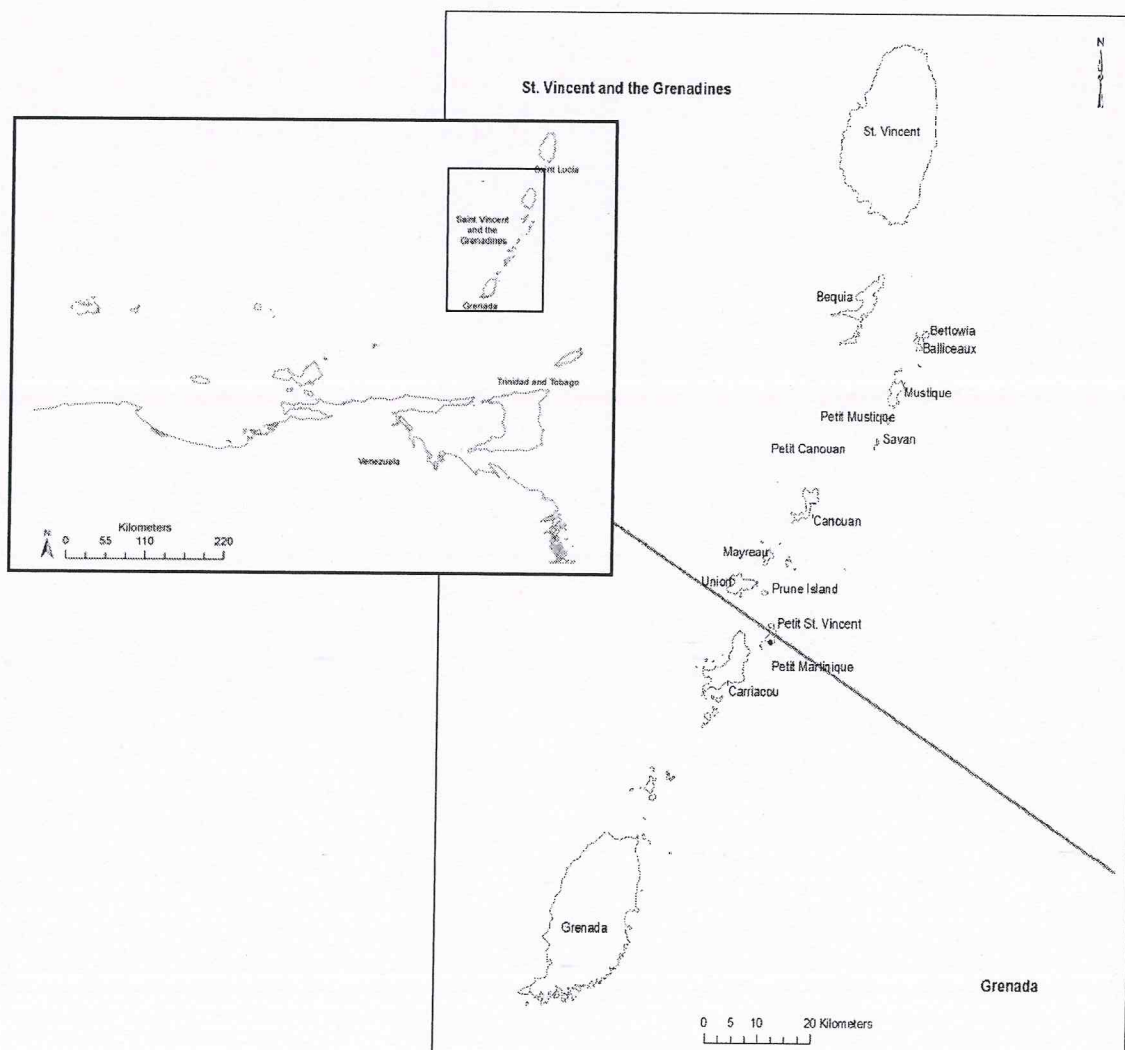 N
St. Vincent and the Grenadines
St. Vincent
Saint Lucia
Saint Vincent
and the
Grenadines
Grenada
Trinidad and Tobago
Venezuela
Kilometers
N
0 55 110 220
Bequia
Bettowia
Balliceaux
Mustique
Petit Mustique
Savan
Petit Canouan
Canouan
Mayreau
Union
Prune Island
Petit St. Vincent
Petit Martinique
Carriacou
Grenada
Grenada
0 5 10 20 Kilometers